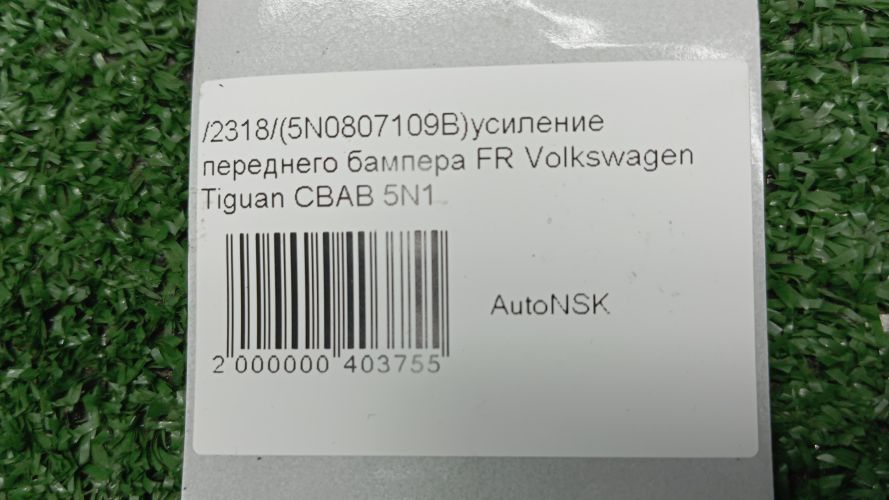 /2318/(5N0807109B)усиление
переднего бампера FR Volkswagen
Tiguan CBAB 5N1
AutoNSK
2 000000 403755